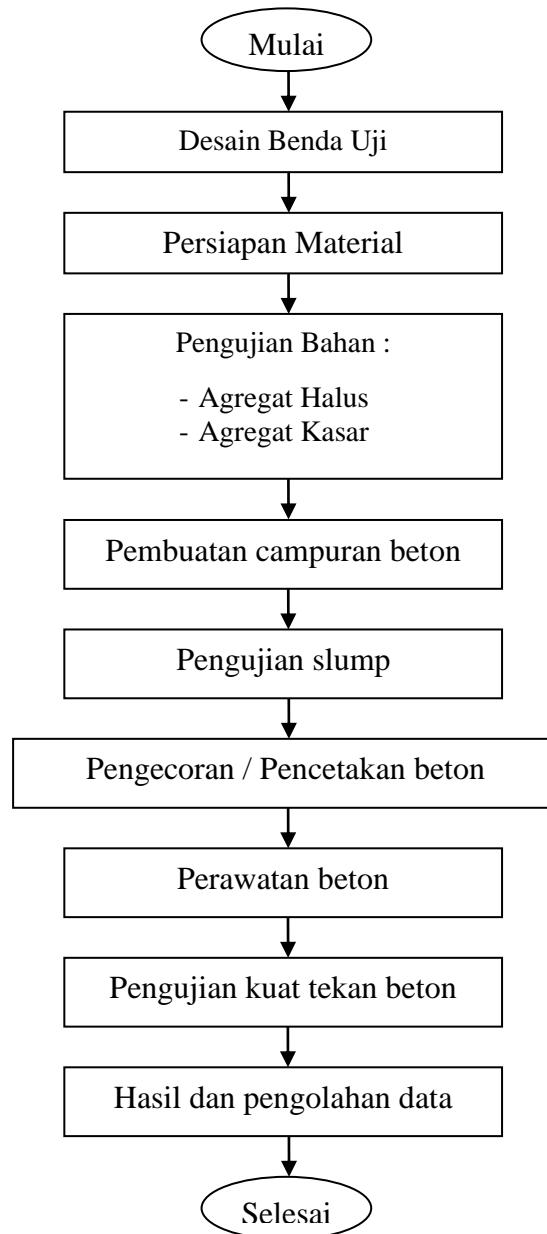 Mulai
Desain Benda Uji
Persiapan Material
Pengujian Bahan :
- Agregat Halus
- Agregat Kasar
Pembuatan campuran beton
Pengujian slump
Pengecoran / Pencetakan beton
Perawatan beton
Pengujian kuat tekan beton
Hasil dan pengolahan data
Selesai